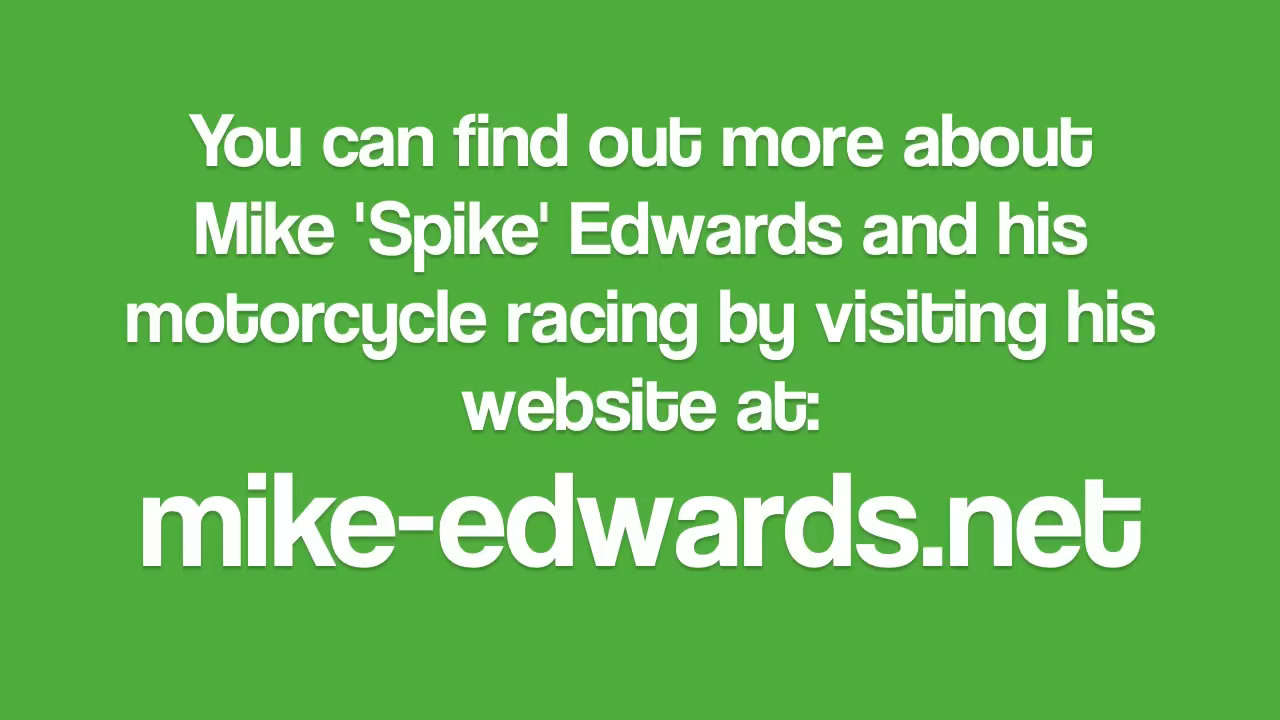 You can find out more about
Mike 'Spike' Edwards and his
motorcycle racing by visiting his
website at:
mike-edwards.net